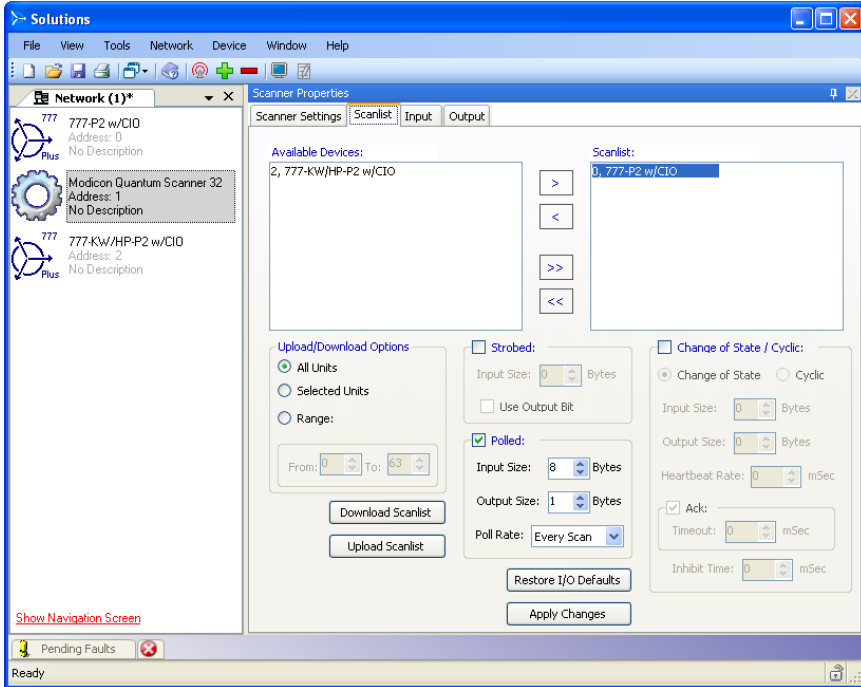 Solutions
File View Tools Network Device Window Help
Network (1)*
777
Plus
777-P2 w/CIO
Address: 0
No Description
Modicon Quantum Scanner 32
Address: 1
No Description
777
Plus
777-KW/HP-P2 w/CIO
Address: 2
No Description
Show Navigation Screen
Scanner Properties
Scanner Settings Scanlist Input Output
Available Devices:
2, 777-KW/HP-P2 w/CIO
>
<
>>
<<
Scanlist:
0, 777-P2 w/CIO
Upload/Download Options
All Units
Selected Units
Range:
From: 0 To: 63
Download Scanlist
Upload Scanlist
Strobed:
Input Size: 0 Bytes
Use Output Bit
Polled:
Input Size: 8 Bytes
Output Size: 1 Bytes
Poll Rate: Every Scan
Restore I/O Defaults
Apply Changes
Change of State / Cyclic:
Change of State Cyclic
Input Size: 0 Bytes
Output Size: 0 Bytes
Heartbeat Rate: 0 mSec
Ack:
Timeout: 0 mSec
Inhibit Time: 0 mSec
Pending Faults
Ready